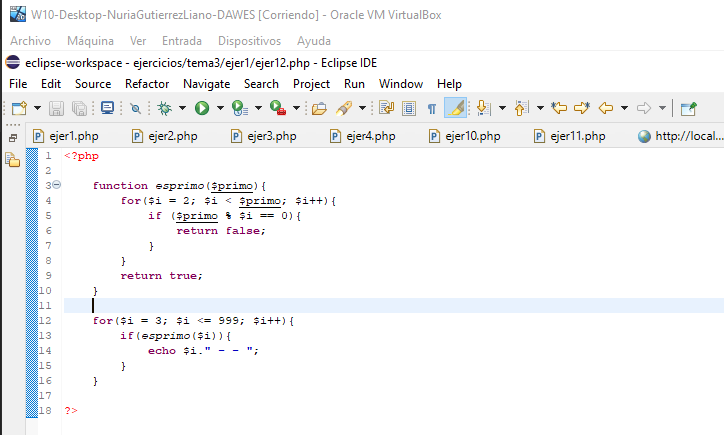 W10-Desktop-NuriaGutierrezLiano-DAWES [Corriendo] - Oracle VM VirtualBox
Archivo Máquina Ver Entrada Dispositivos Ayuda
eclipse-workspace - ejercicios/tema3/ejer1/ejer12.php - Eclipse IDE
File Edit Source Refactor Navigate Search Project Run Window Help
ejer1.php ejer2.php ejer3.php ejer4.php ejer10.php ejer11.php http://local...
1 <?php
2
3 function esprimo($primo){
4 for($i = 2; $i < $primo; $i++){
5 if ($primo % $i == 0){
6 return false;
7 }
8 }
9 return true;
10 }
11
12 for($i = 3; $i <= 999; $i++){
13 if(esprimo($i)){
14 echo $i." - - ";
15 }
16 }
17
18 ?>